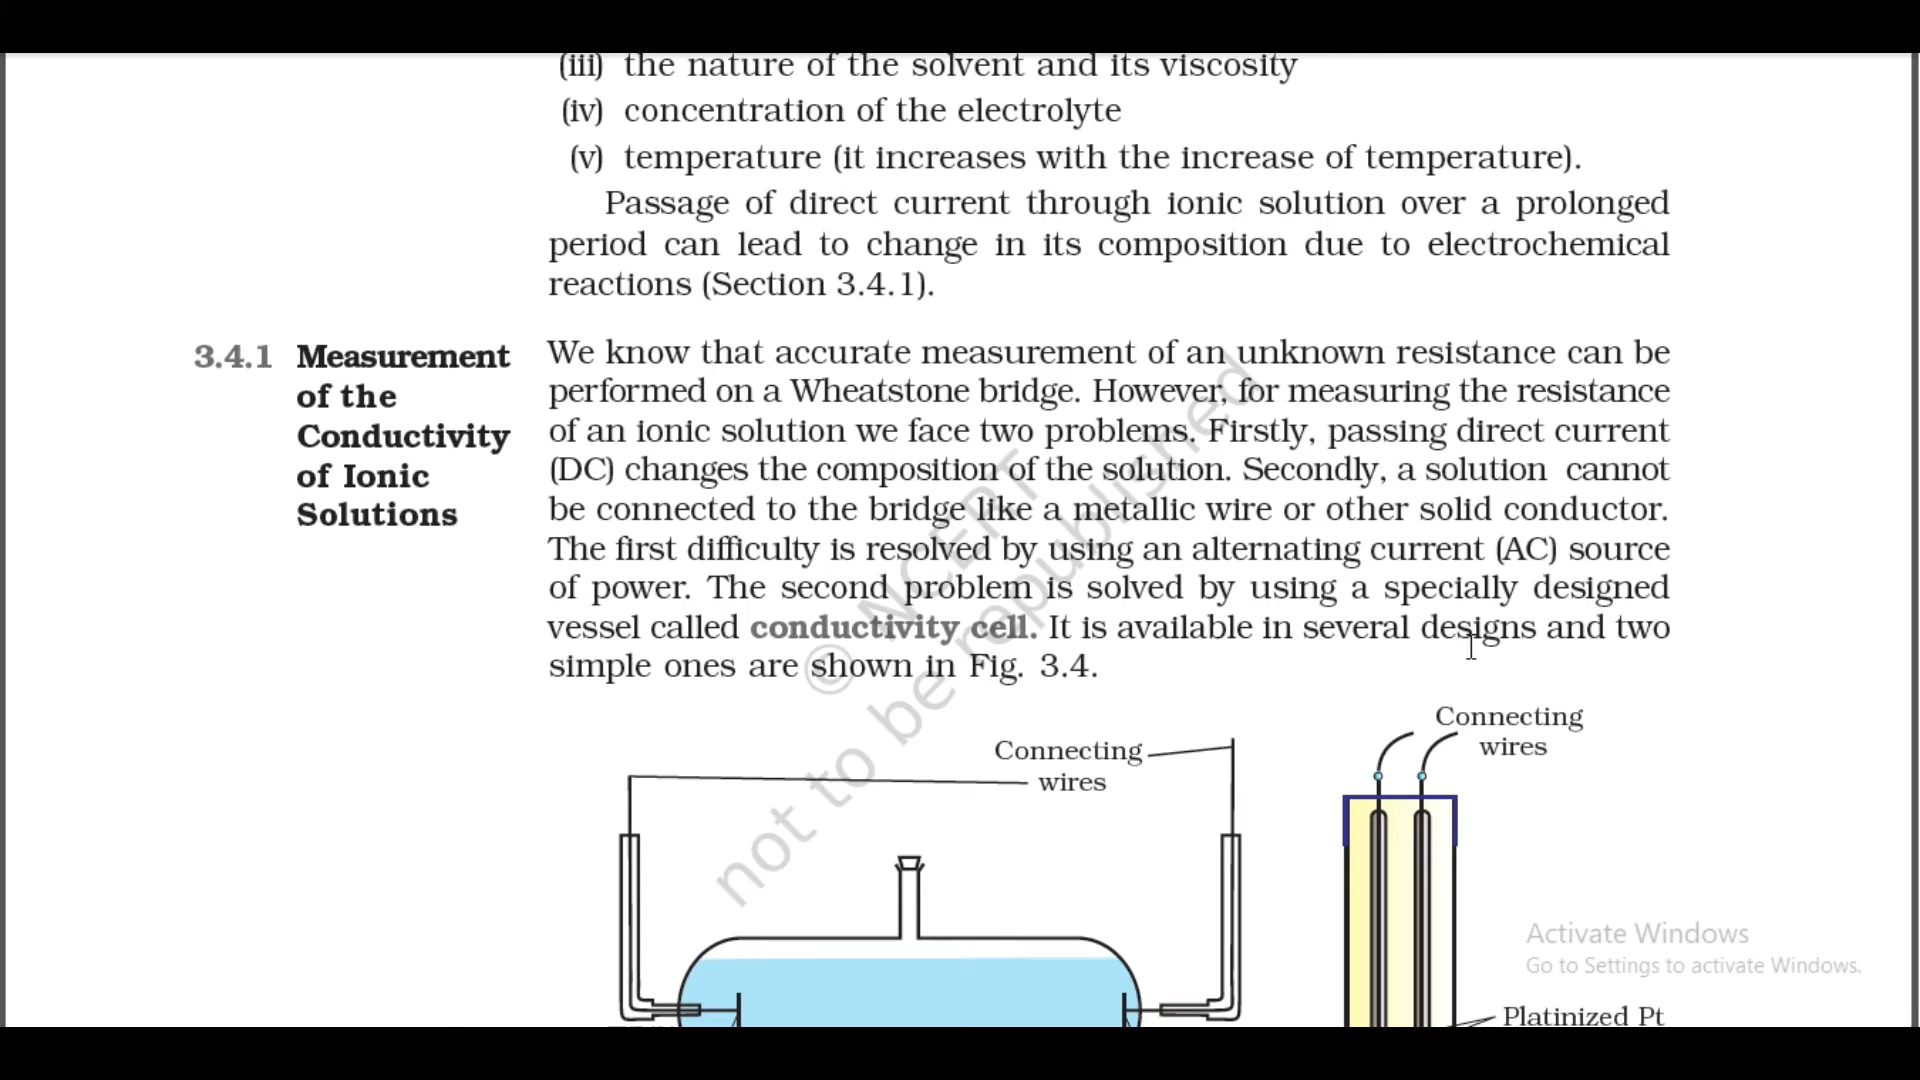 (iii) the nature of the solvent and its viscosity
(iv) concentration of the electrolyte
(v) temperature (it increases with the increase of temperature).
Passage of direct current through ionic solution over a prolonged
period can lead to change in its composition due to electrochemical
reactions (Section 3.4.1).
3.4.1 Measurement
of the
Conductivity
of Ionic
Solutions
We know that accurate measurement of an unknown resistance can be
performed on a Wheatstone bridge. However, for measuring the resistance
of an ionic solution we face two problems. Firstly, passing direct current
(DC) changes the composition of the solution. Secondly, a solution cannot
be connected to the bridge like a metallic wire or other solid conductor.
The first difficulty is resolved by using an alternating current (AC) source
of power. The second problem is solved by using a specially designed
vessel called conductivity cell. It is available in several designs and two
simple ones are shown in Fig. 3.4.
© NCERT
not to be republished
Connecting
wires
Connecting
wires
Platinized Pt
Activate Windows
Go to Settings to activate Windows.